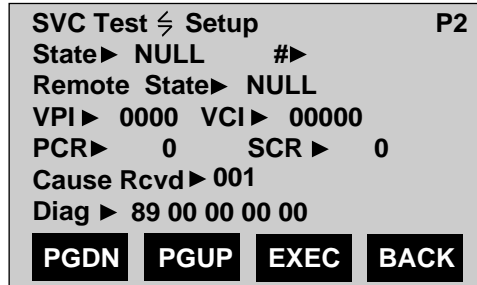 SVC Test ⚡ Setup P2
State▶ NULL #▶
Remote State▶ NULL
VPI▶ 0000 VCI▶ 00000
PCR▶ 0 SCR▶ 0
Cause Rcvd▶001
Diag▶ 89 00 00 00 00
PGDN PGUP EXEC BACK